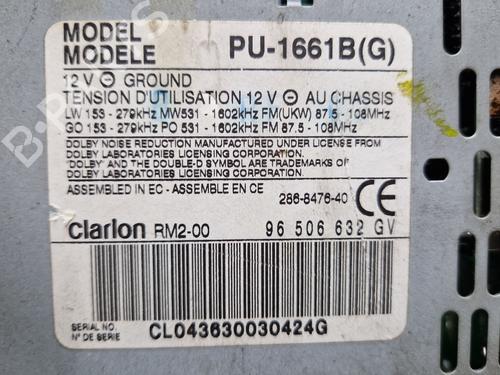 MODEL
MODELE PU-1661B(G)
12 V ⊖ GROUND
TENSION D'UTILISATION 12 V ⊖ AU CHASSIS
LW 153 - 279kHz MW531 - 1602kHz FM(UKW) 87.5 - 108MHz
GO 153 - 279kHz PO 531 - 1602kHz FM 87.5 - 108MHz
DOLBY NOISE REDUCTION MANUFACTURED UNDER LICENSE FROM
DOLBY LABORATORIES LICENSING CORPORATION.
"DOLBY" AND THE DOUBLE-D SYMBOL ARE TRADEMARKS OF
DOLBY LABORATORIES LICENSING CORPORATION.
ASSEMBLED IN EC - ASSEMBLE EN CE
286-8476-40 CE
Clarion RM2-00 96 506 632 GV
SERIAL NO.
N° DE SERIE CL043630030424G